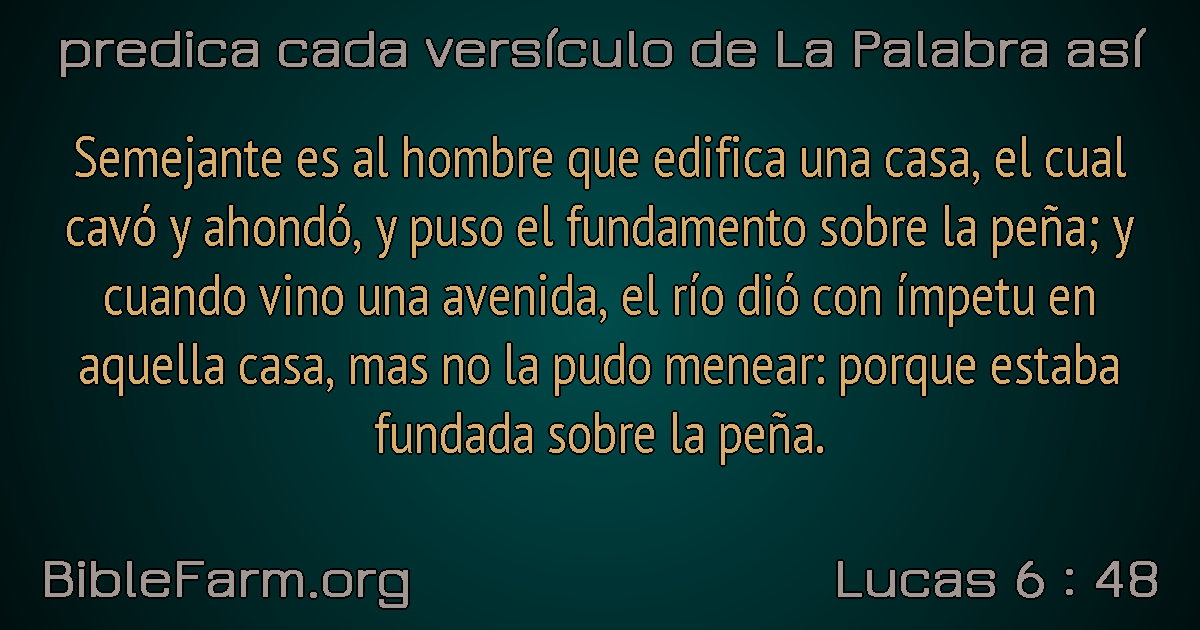 predica cada versículo de La Palabra así
Semejante es al hombre que edifica una casa, el cual
cavó y ahondó, y puso el fundamento sobre la peña; y
cuando vino una avenida, el río dió con ímpetu en
aquella casa, mas no la pudo menear: porque estaba
fundada sobre la peña.
BibleFarm.org
Lucas 6 : 48